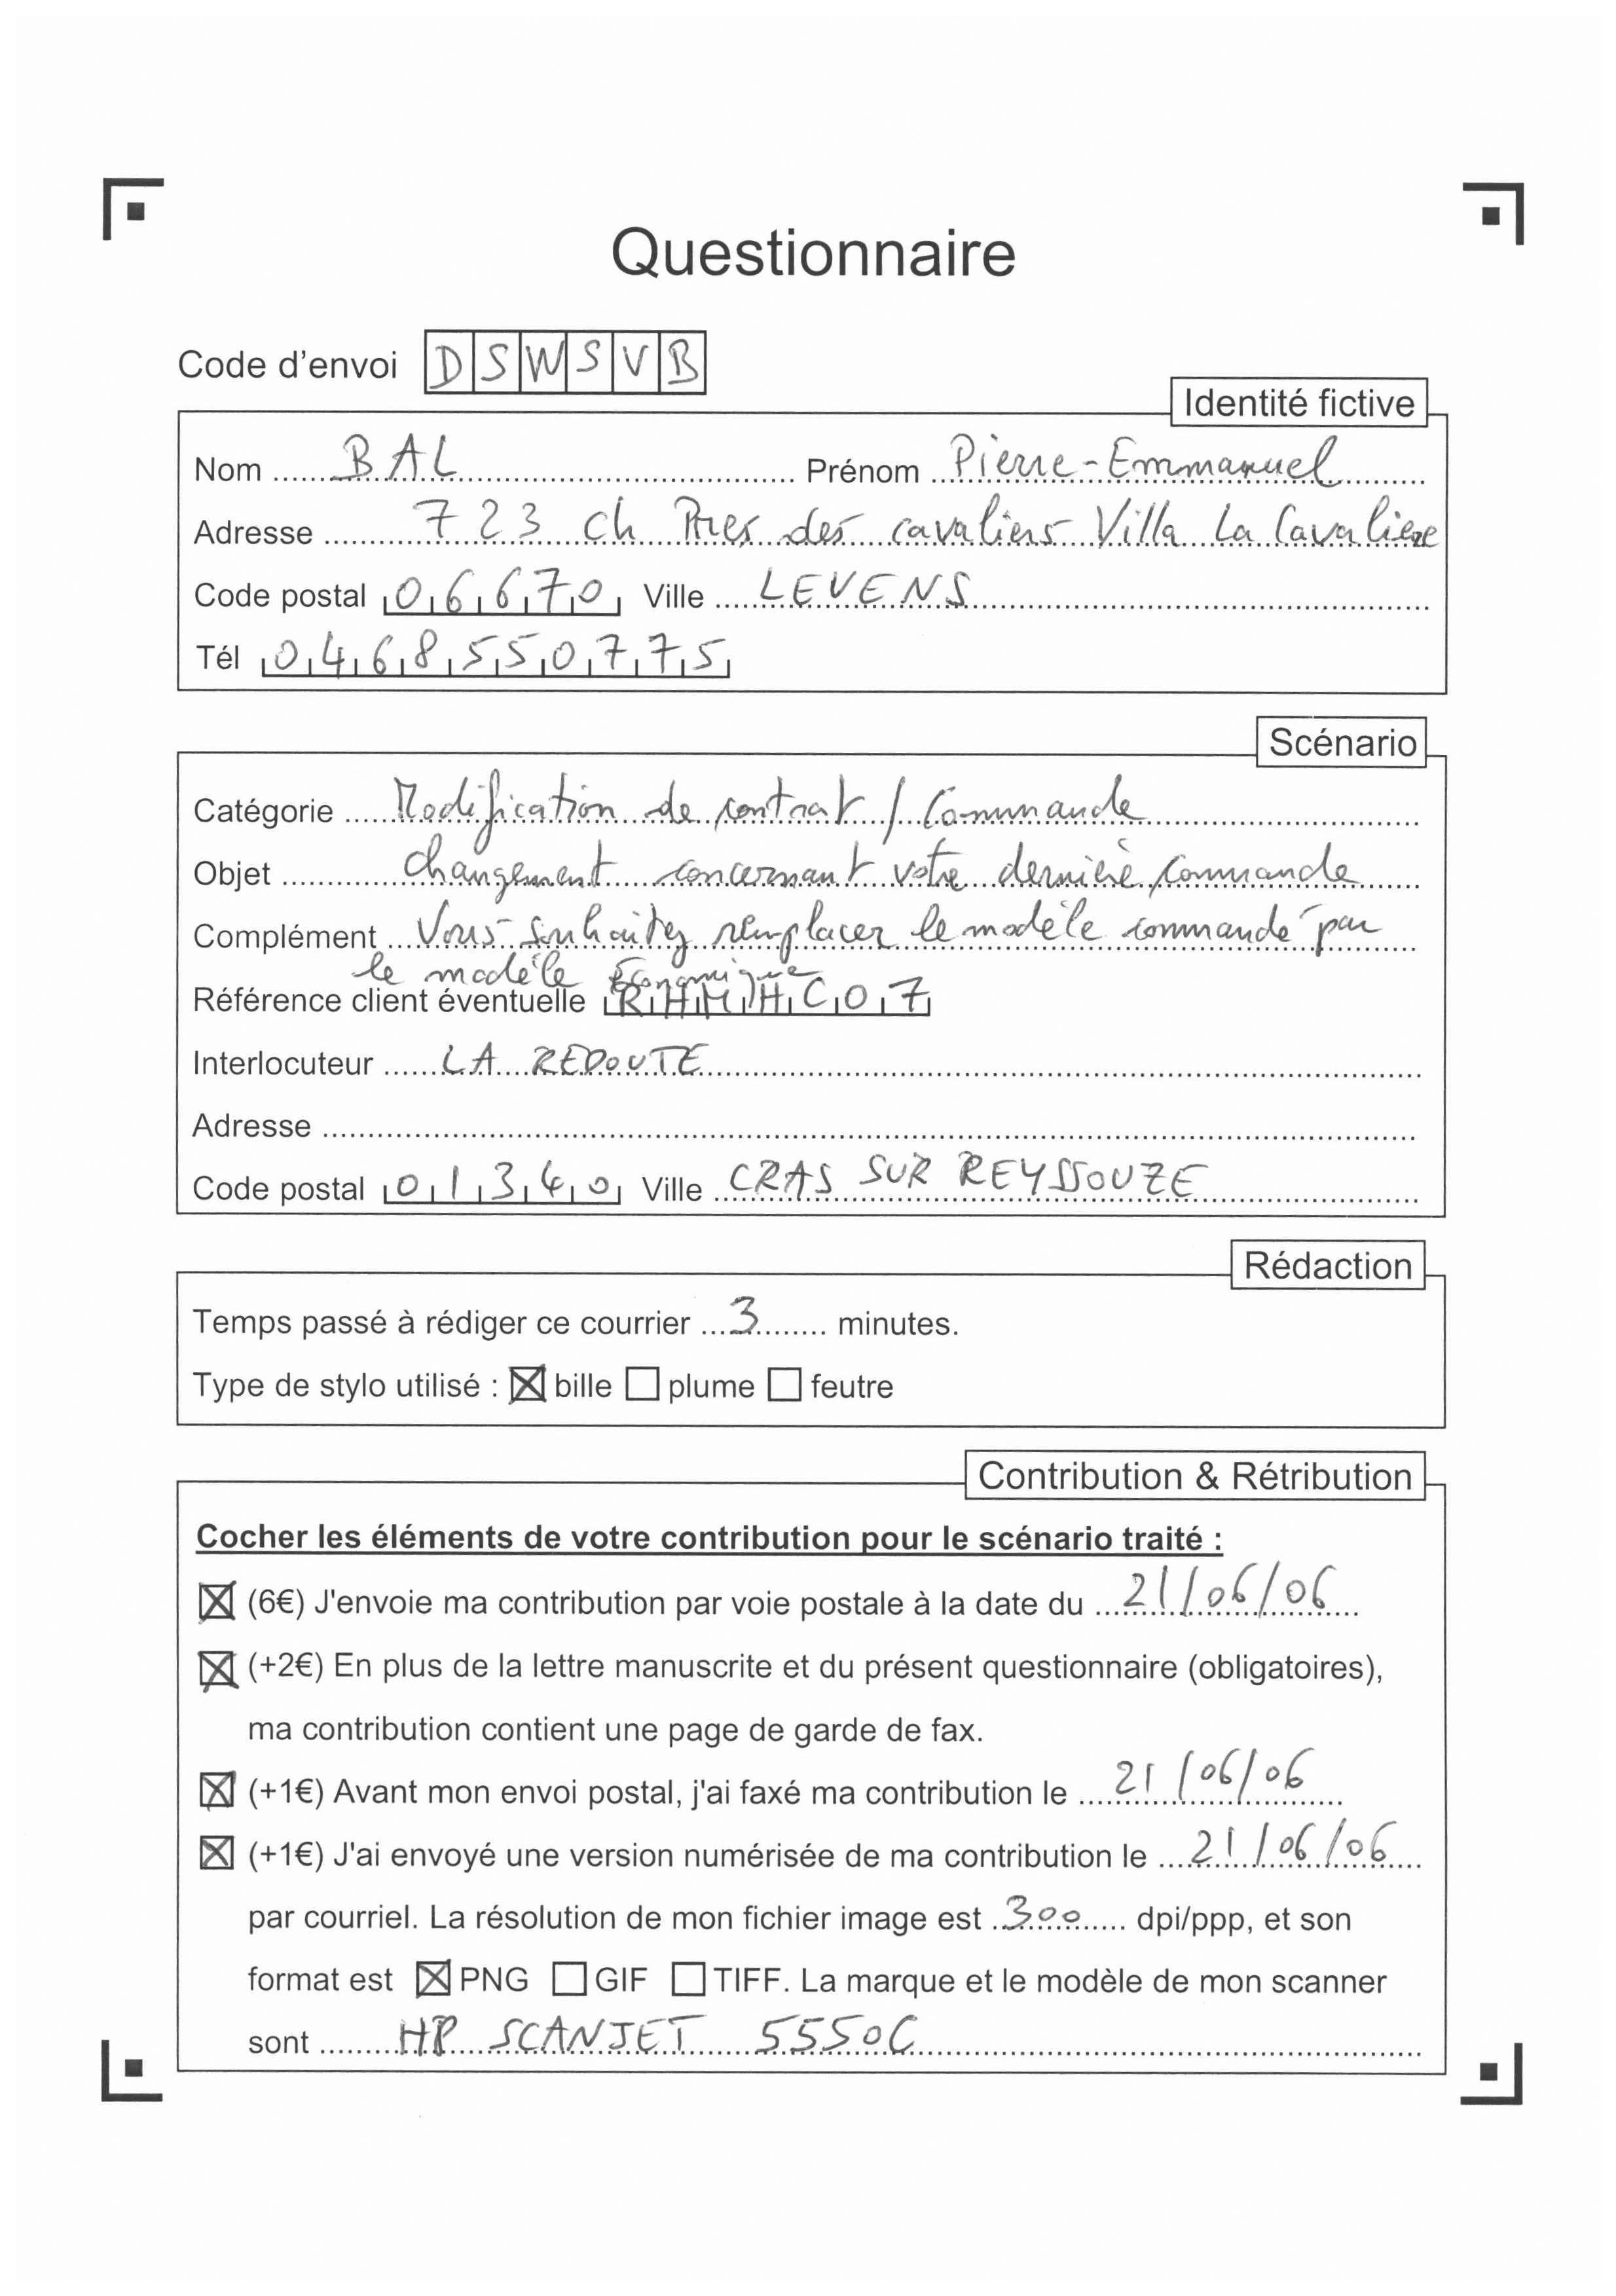 Questionnaire
Code d'envoi DSWSVB
Identité fictive
Nom BAL Prénom Pierre-Emmanuel
Adresse 723 ch Pres des cavaliers Villa La Cavaliere
Code postal 06670 Ville LEVENS
Tél 0468550775
Scénario
Catégorie Modification de contrat / Commande
Objet changement concernant votre dernière commande
Complément Vous souhaitez remplacer le modèle commandé par
le modèle économique
Référence client éventuelle RHMHC07
Interlocuteur LA REDOUTE
Adresse
Code postal 01340 Ville CRAS SUR REYSSOUZE
Rédaction
Temps passé à rédiger ce courrier 3 minutes.
Type de stylo utilisé : ☒ bille ☐ plume ☐ feutre
Contribution & Rétribution
Cocher les éléments de votre contribution pour le scénario traité :
☒ (6€) J'envoie ma contribution par voie postale à la date du 21/06/06
☒ (+2€) En plus de la lettre manuscrite et du présent questionnaire (obligatoires),
ma contribution contient une page de garde de fax.
☒ (+1€) Avant mon envoi postal, j'ai faxé ma contribution le 21/06/06
☒ (+1€) J'ai envoyé une version numérisée de ma contribution le 21/06/06
par courriel. La résolution de mon fichier image est 300 dpi/ppp, et son
format est ☒ PNG ☐ GIF ☐ TIFF. La marque et le modèle de mon scanner
sont HP SCANJET 5550C